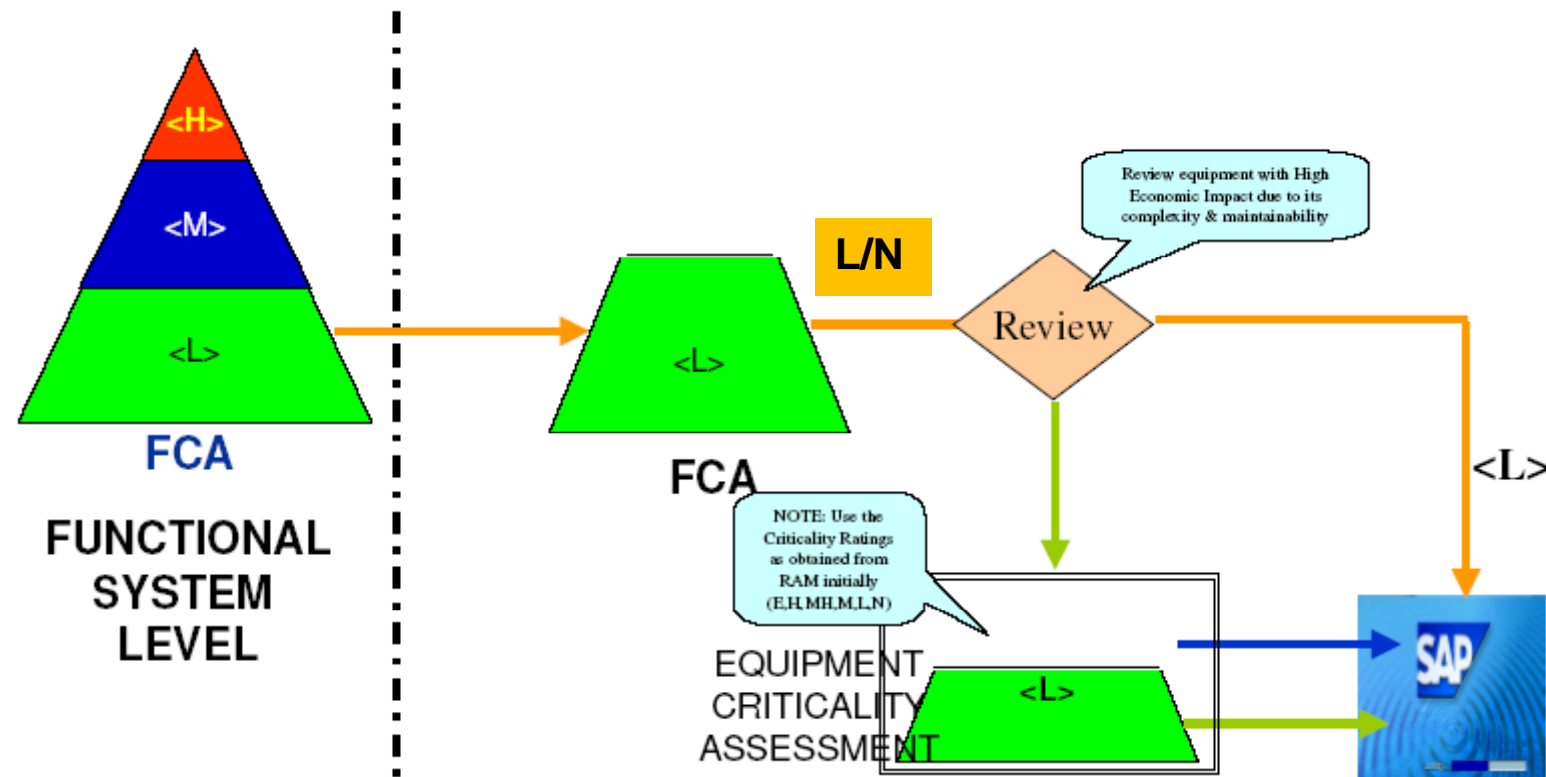 <H>
<M>
<L>
FCA
FUNCTIONAL
SYSTEM
LEVEL
<L>
FCA
L/N
Review equipment with High
Economic Impact due to its
complexity & maintainability
Review
<L>
NOTE: Use the
Criticality Ratings
as obtained from
RAM initially
(E,H,MH,M,L,N)
EQUIPMENT
CRITICALITY
ASSESSMENT
<L>
SAP